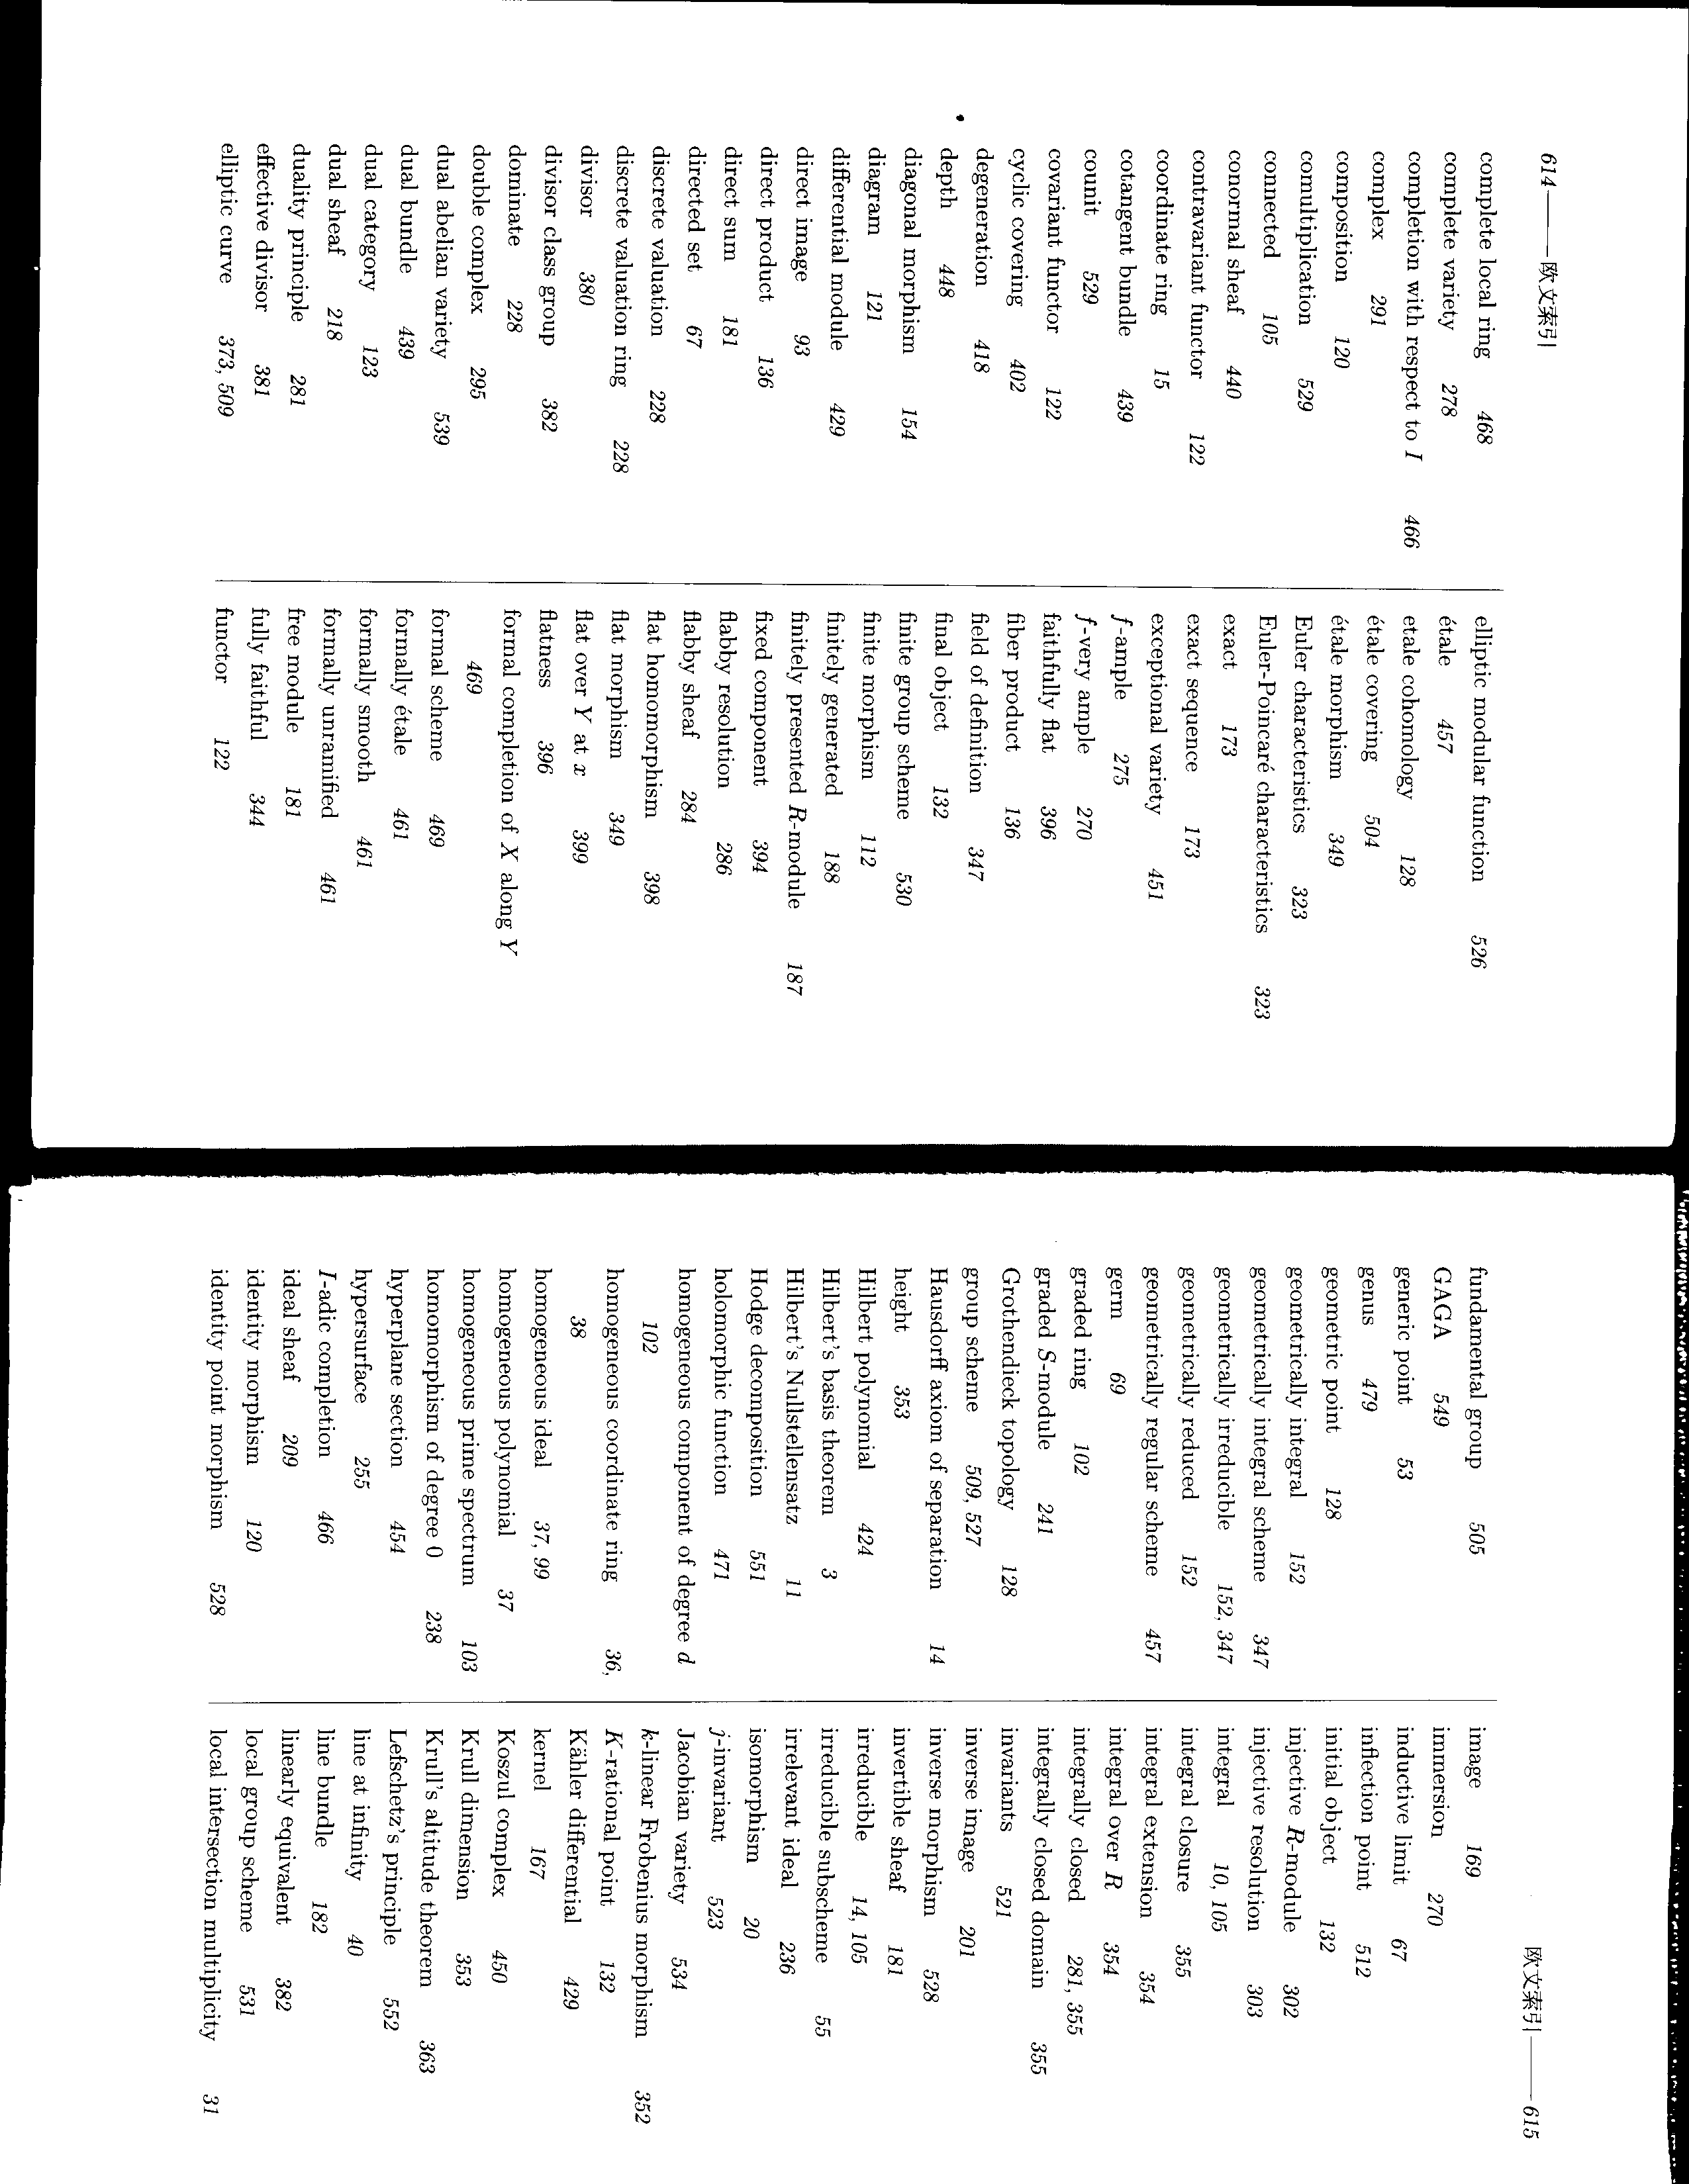 614——欧文索引
complete local ring 468
complete variety 278
completion with respect to I 466
complex 291
composition 120
comultiplication 529
connected 105
conormal sheaf 440
contravariant functor 122
coordinate ring 15
cotangent bundle 439
counit 529
covariant functor 122
cyclic covering 402
degeneration 418
depth 448
diagonal morphism 154
diagram 121
differential module 429
direct image 93
direct product 136
direct sum 181
directed set 67
discrete valuation 228
discrete valuation ring 228
divisor 380
divisor class group 382
dominate 228
double complex 295
dual abelian variety 539
dual bundle 439
dual category 123
dual sheaf 218
duality principle 281
effective divisor 381
elliptic curve 373, 509
elliptic modular function 526
étale 457
etale cohomology 128
étale covering 504
étale morphism 349
Euler characteristics 323
Euler-Poincaré characteristics 323
exact 173
exact sequence 173
exceptional variety 451
f-ample 275
f-very ample 270
faithfully flat 396
fiber product 136
field of definition 347
final object 132
finite group scheme 530
finite morphism 112
finitely generated 188
finitely presented R-module 187
fixed component 394
flabby resolution 286
flabby sheaf 284
flat homomorphism 398
flat morphism 349
flat over Y at x 399
flatness 396
formal completion of X along Y
469
formal scheme 469
formally étale 461
formally smooth 461
formally unramified 461
free module 181
fully faithful 344
functor 122
欧文索引——615
fundamental group 505
GAGA 549
generic point 53
genus 479
geometric point 128
geometrically integral 152
geometrically integral scheme 347
geometrically irreducible 152, 347
geometrically reduced 152
geometrically regular scheme 457
germ 69
graded ring 102
graded S-module 241
Grothendieck topology 128
group scheme 509, 527
Hausdorff axiom of separation 14
height 353
Hilbert polynomial 424
Hilbert's basis theorem 3
Hilbert's Nullstellensatz 11
Hodge decomposition 551
holomorphic function 471
homogeneous component of degree d
102
homogeneous coordinate ring 36,
38
homogeneous ideal 37, 99
homogeneous polynomial 37
homogeneous prime spectrum 103
homomorphism of degree 0 238
hyperplane section 454
hypersurface 255
I-adic completion 466
ideal sheaf 209
identity morphism 120
identity point morphism 528
image 169
immersion 270
inductive limit 67
inflection point 512
initial object 132
injective R-module 302
injective resolution 303
integral 10, 105
integral closure 355
integral extension 354
integral over R 354
integrally closed 281, 355
integrally closed domain 355
invariants 521
inverse image 201
inverse morphism 528
invertible sheaf 181
irreducible 14, 105
irreducible subscheme 55
irrelevant ideal 236
isomorphism 20
j-invariant 523
Jacobian variety 534
k-linear Frobenius morphism 352
K-rational point 132
Kähler differential 429
kernel 167
Koszul complex 450
Krull dimension 353
Krull's altitude theorem 363
Lefschetz's principle 552
line at infinity 40
line bundle 182
linearly equivalent 382
local group scheme 531
local intersection multiplicity 31